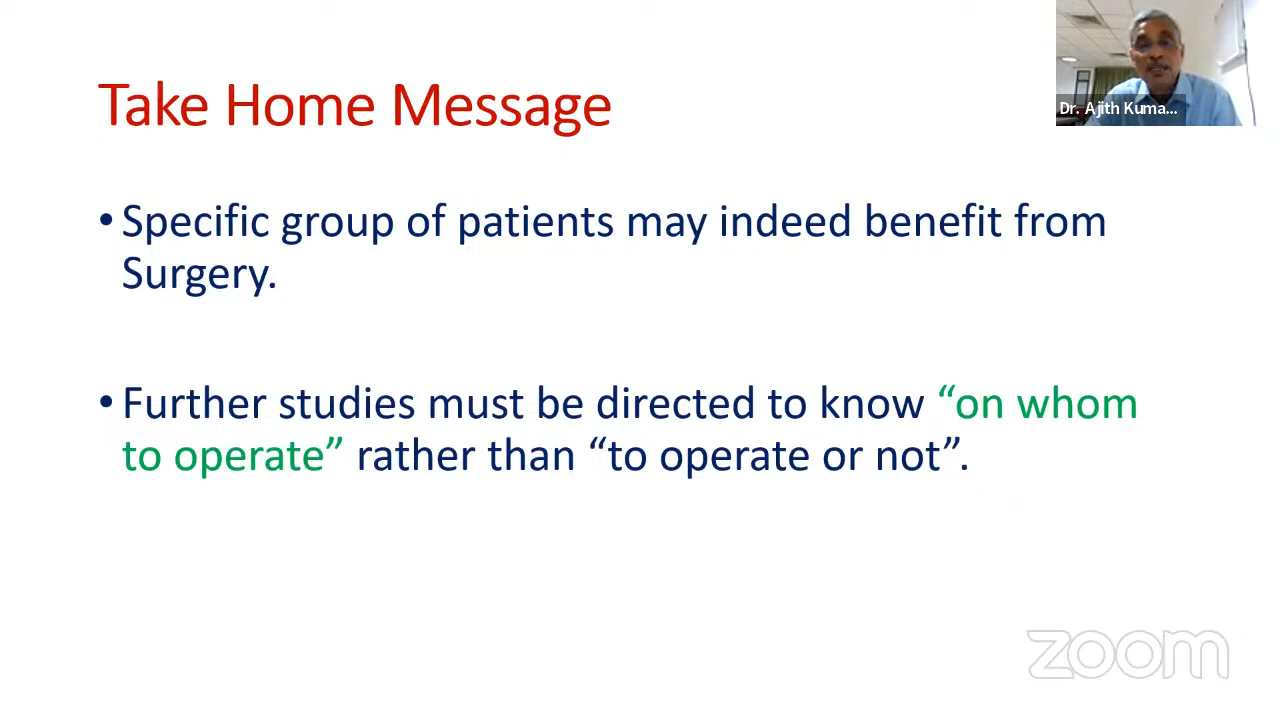 Dr. Ajith Kuma...
Take Home Message
• Specific group of patients may indeed benefit from
Surgery.
• Further studies must be directed to know “on whom
to operate” rather than “to operate or not”.
zoom